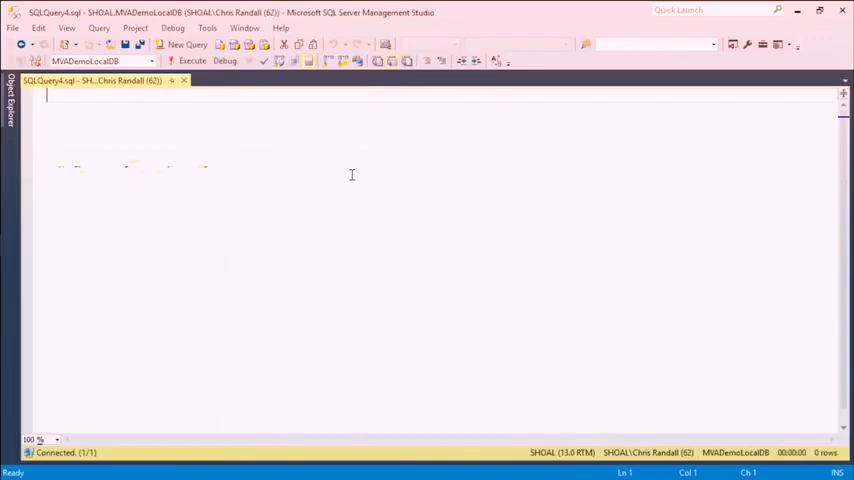 SQLQuery4.sql - SHOAL.MVADemoLocalDB (SHOAL\Chris Randall (62)) - Microsoft SQL Server Management Studio
Quick Launch
File Edit View Query Project Debug Tools Window Help
New Query
MVADemoLocalDB
Execute Debug
SQLQuery4.sql - SH...Chris Randall (62))
Object Explorer
100 %
Connected. (1/1)
SHOAL (13.0 RTM)
SHOAL\Chris Randall (62)
MVADemoLocalDB
00:00:00
0 rows
Ready
Ln 1
Col 1
Ch 1
INS